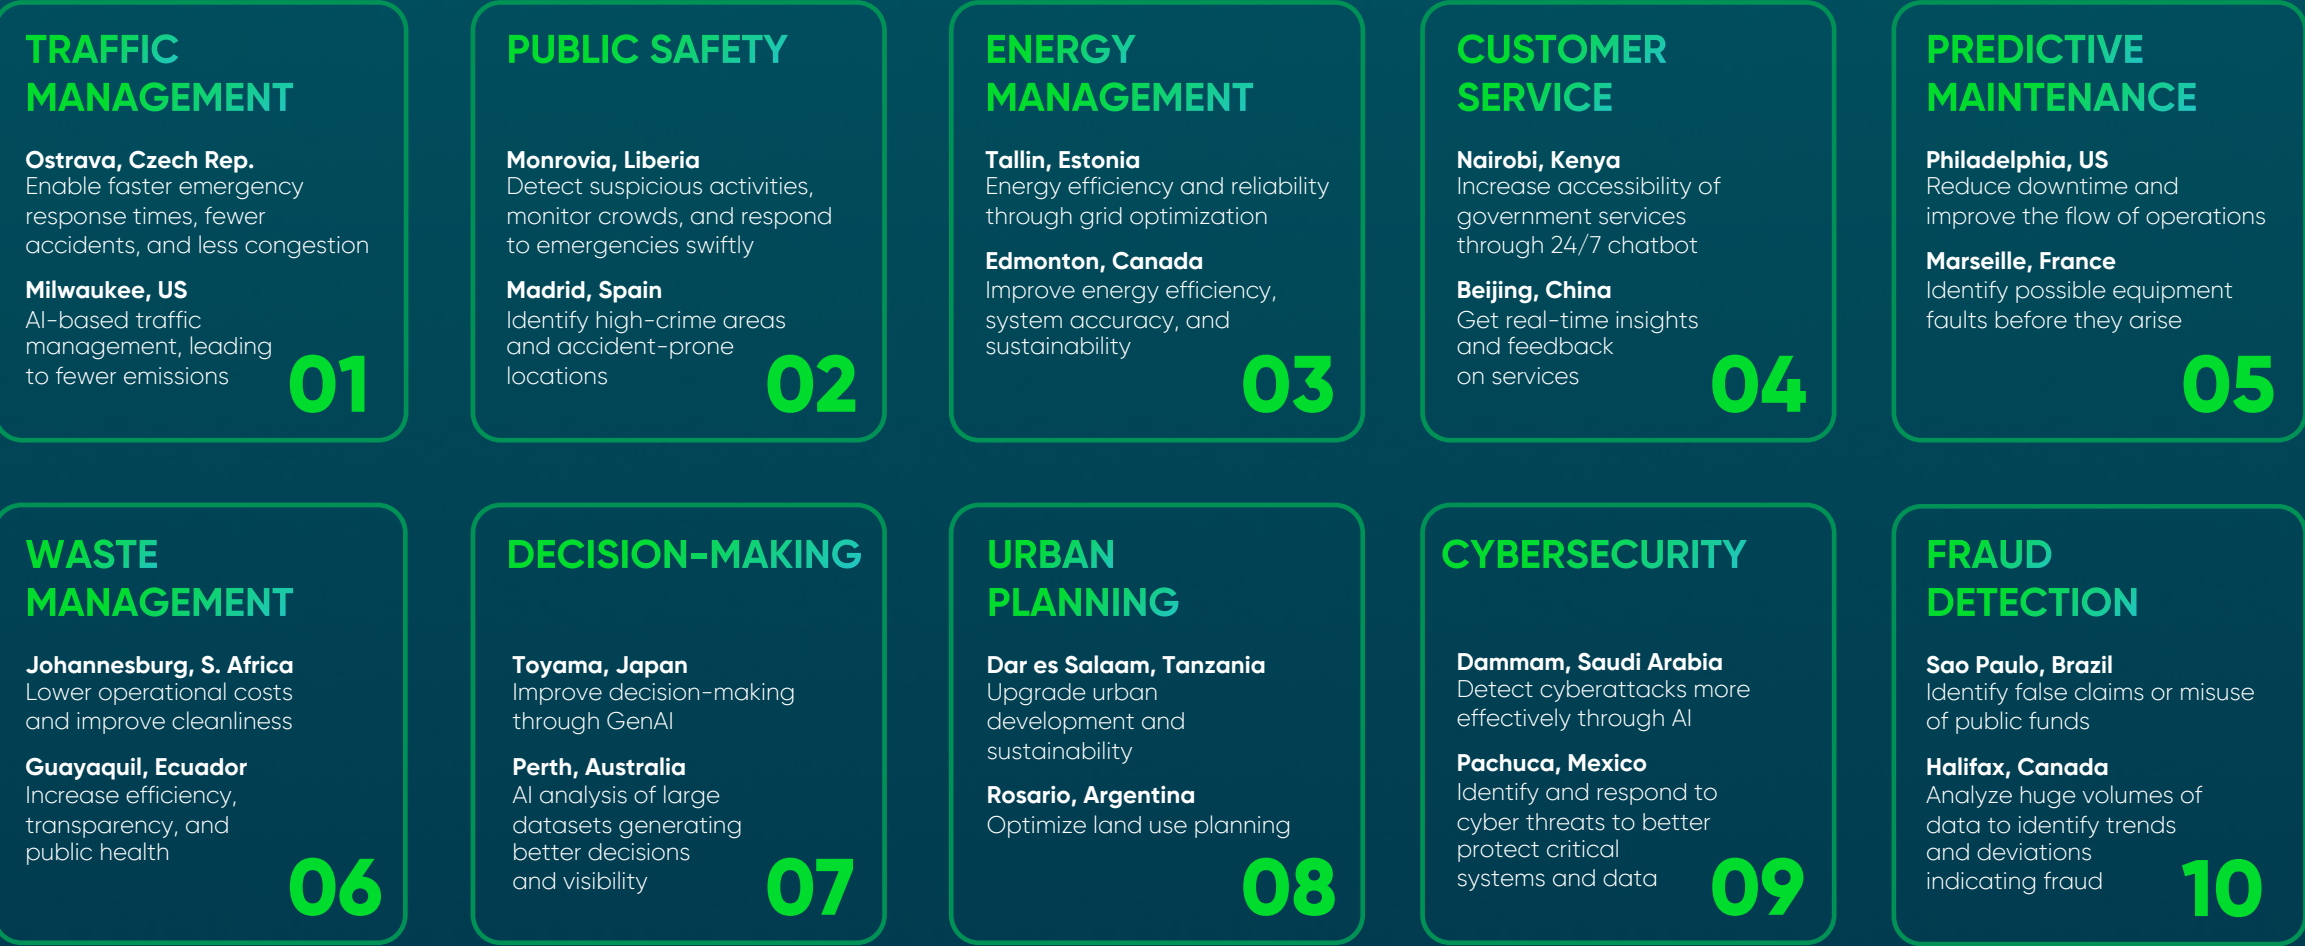 TRAFFIC
MANAGEMENT
Ostrava, Czech Rep.
Enable faster emergency
response times, fewer
accidents, and less congestion
Milwaukee, US
AI-based traffic
management, leading
to fewer emissions
01
PUBLIC SAFETY
Monrovia, Liberia
Detect suspicious activities,
monitor crowds, and respond
to emergencies swiftly
Madrid, Spain
Identify high-crime areas
and accident-prone
locations
02
ENERGY
MANAGEMENT
Tallin, Estonia
Energy efficiency and reliability
through grid optimization
Edmonton, Canada
Improve energy efficiency,
system accuracy, and
sustainability
03
CUSTOMER
SERVICE
Nairobi, Kenya
Increase accessibility of
government services
through 24/7 chatbot
Beijing, China
Get real-time insights
and feedback
on services
04
PREDICTIVE
MAINTENANCE
Philadelphia, US
Reduce downtime and
improve the flow of operations
Marseille, France
Identify possible equipment
faults before they arise
05
WASTE
MANAGEMENT
Johannesburg, S. Africa
Lower operational costs
and improve cleanliness
Guayaquil, Ecuador
Increase efficiency,
transparency, and
public health
06
DECISION-MAKING
Toyama, Japan
Improve decision-making
through GenAI
Perth, Australia
AI analysis of large
datasets generating
better decisions
and visibility
07
URBAN
PLANNING
Dar es Salaam, Tanzania
Upgrade urban
development and
sustainability
Rosario, Argentina
Optimize land use planning
08
CYBERSECURITY
Dammam, Saudi Arabia
Detect cyberattacks more
effectively through AI
Pachuca, Mexico
Identify and respond to
cyber threats to better
protect critical
systems and data
09
FRAUD
DETECTION
Sao Paulo, Brazil
Identify false claims or misuse
of public funds
Halifax, Canada
Analyze huge volumes of
data to identify trends
and deviations
indicating fraud
10